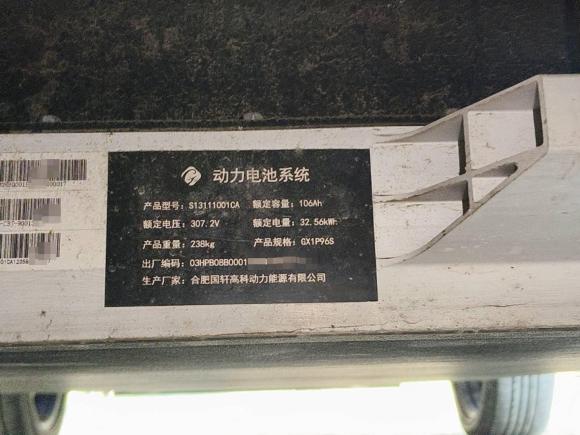 动力电池系统
产品型号: S13111001CA 额定容量: 106Ah
额定电压: 307.2V 额定电量: 32.56kWh
产品重量: 238kg 产品规格: GX1P96S
出厂编码: 03HPB08B0001
生产厂家: 合肥国轩高科动力能源有限公司